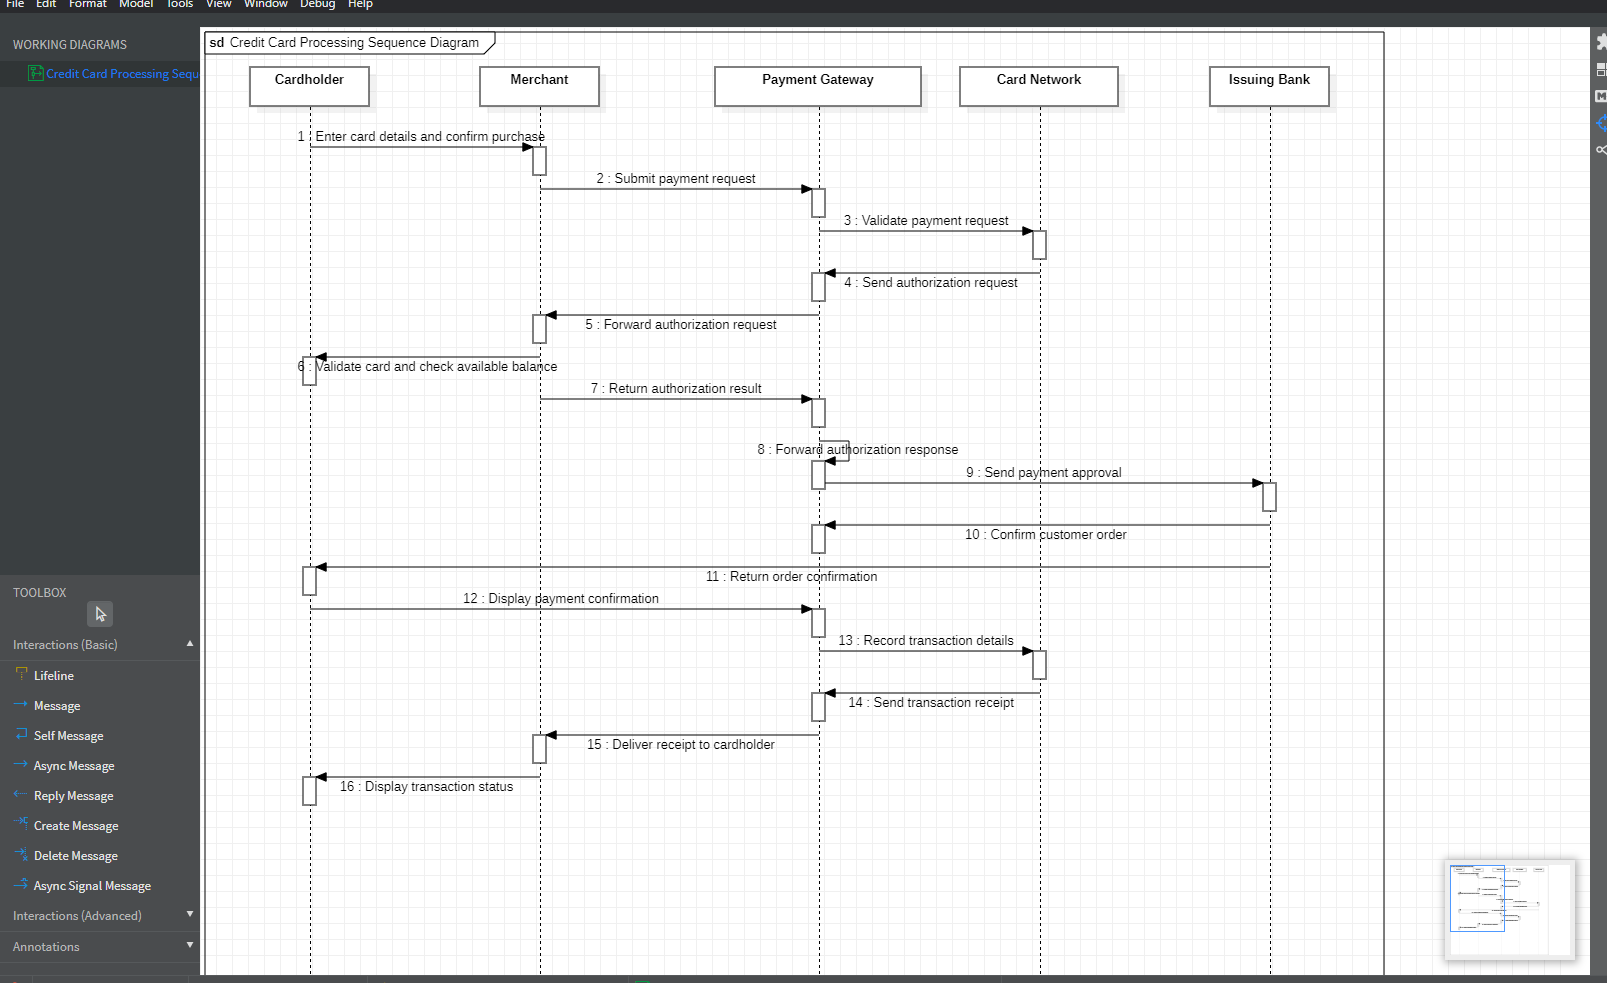 File Edit Format Model Tools View Window Debug Help
WORKING DIAGRAMS
Credit Card Processing Sequ
sd Credit Card Processing Sequence Diagram
Cardholder
Merchant
Payment Gateway
Card Network
Issuing Bank
1 : Enter card details and confirm purchase
2 : Submit payment request
3 : Validate payment request
4 : Send authorization request
5 : Forward authorization request
6 : Validate card and check available balance
7 : Return authorization result
8 : Forward authorization response
9 : Send payment approval
10 : Confirm customer order
11 : Return order confirmation
12 : Display payment confirmation
13 : Record transaction details
14 : Send transaction receipt
15 : Deliver receipt to cardholder
16 : Display transaction status
TOOLBOX
Interactions (Basic)
Lifeline
Message
Self Message
Async Message
Reply Message
Create Message
Delete Message
Async Signal Message
Interactions (Advanced)
Annotations